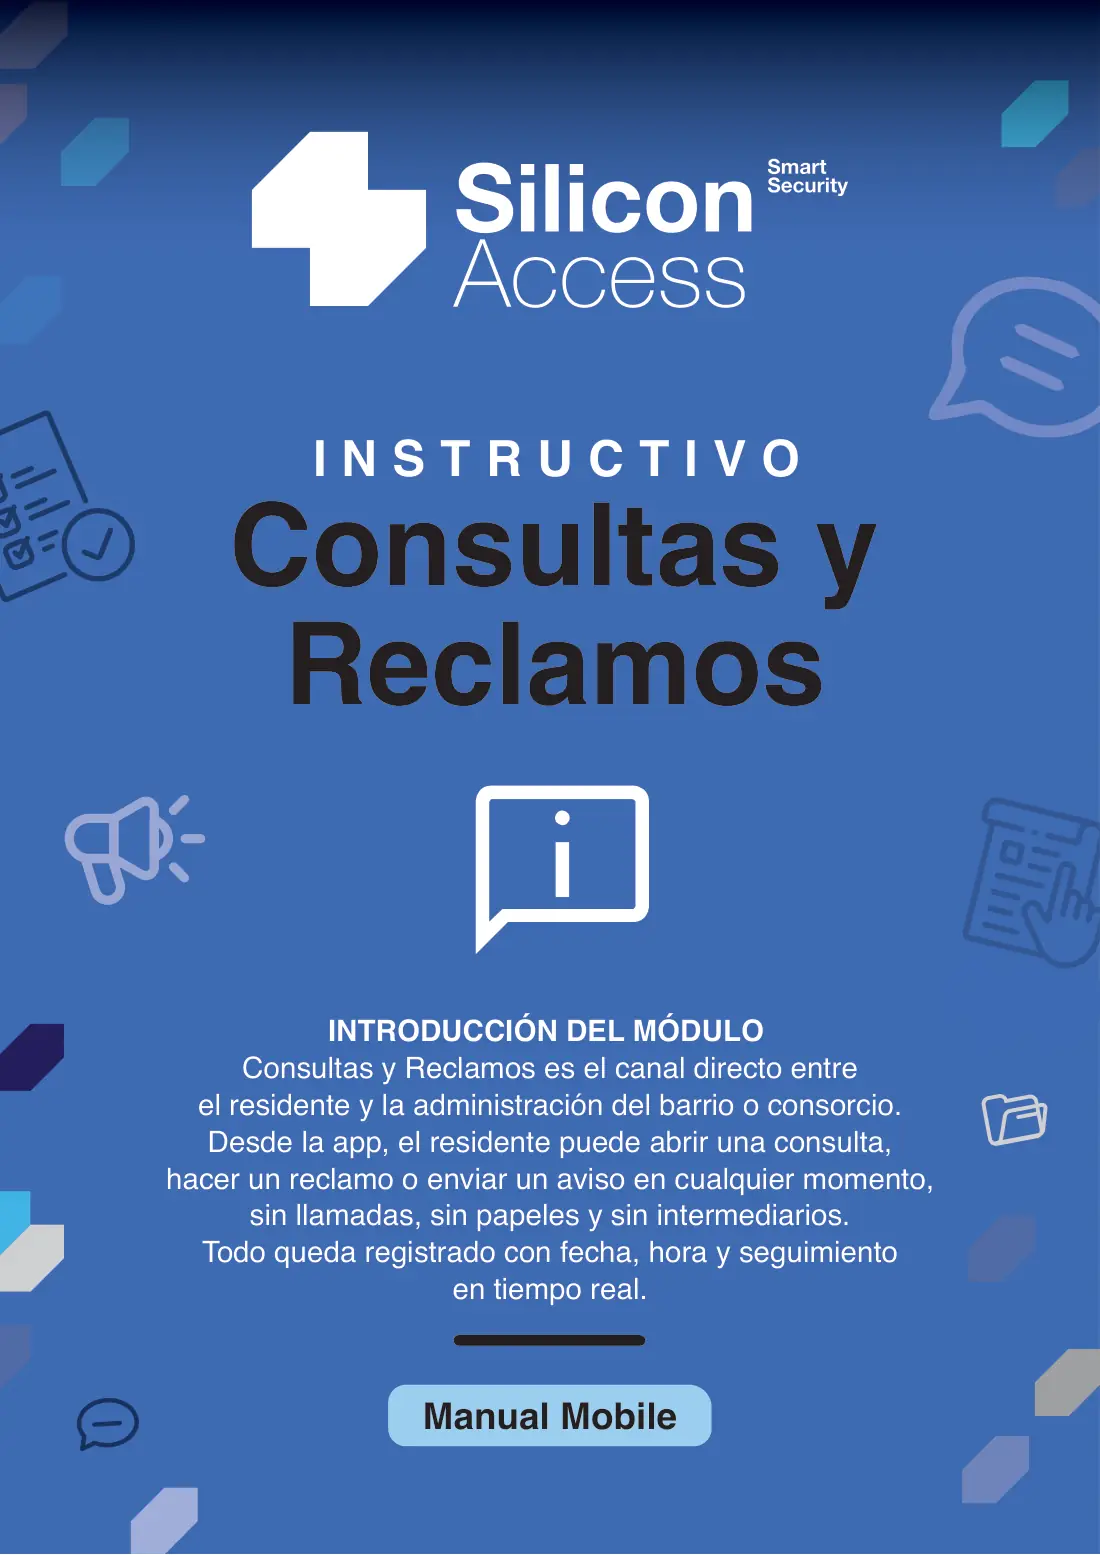 Silicon
Access
Smart
Security
INSTRUCTIVO
Consultas y
Reclamos
i
INTRODUCCIÓN DEL MÓDULO
Consultas y Reclamos es el canal directo entre
el residente y la administración del barrio o consorcio.
Desde la app, el residente puede abrir una consulta,
hacer un reclamo o enviar un aviso en cualquier momento,
sin llamadas, sin papeles y sin intermediarios.
Todo queda registrado con fecha, hora y seguimiento
en tiempo real.
Manual Mobile